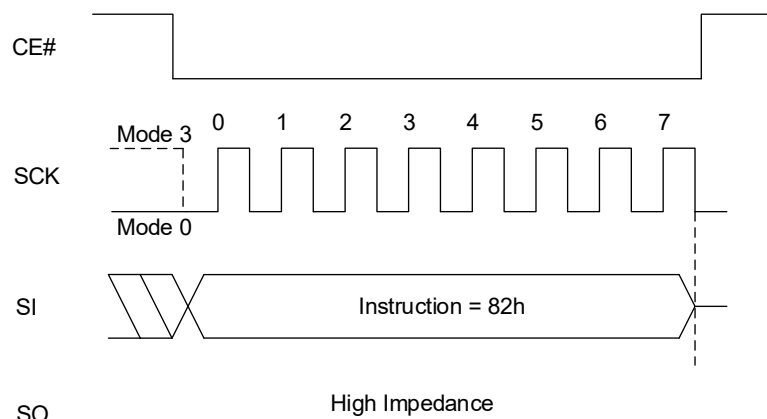 CE#
Mode 3
0 1 2 3 4 5 6 7
SCK
Mode 0
SI
Instruction = 82h
High Impedance
SO